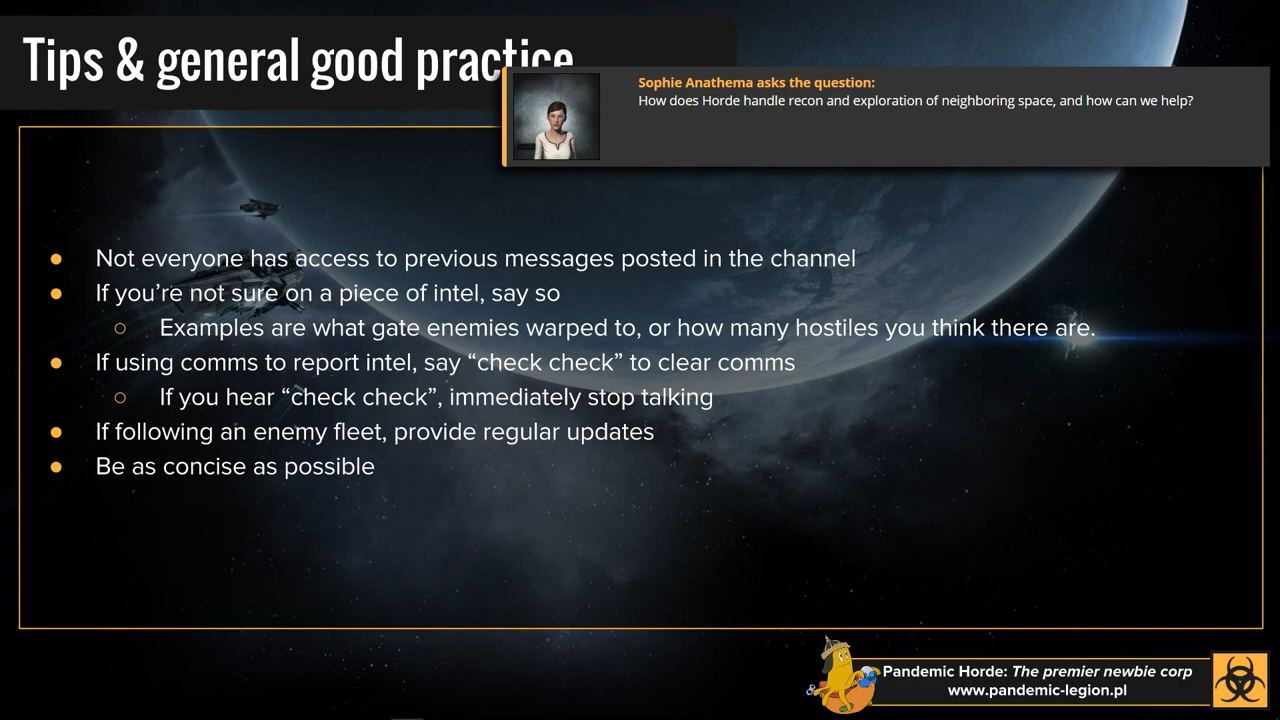 Tips & general good practice
Sophie Anathema asks the question:
How does Horde handle recon and exploration of neighboring space, and how can we help?
● Not everyone has access to previous messages posted in the channel
● If you’re not sure on a piece of intel, say so
○ Examples are what gate enemies warped to, or how many hostiles you think there are.
● If using comms to report intel, say “check check” to clear comms
○ If you hear “check check”, immediately stop talking
● If following an enemy fleet, provide regular updates
● Be as concise as possible
Pandemic Horde: The premier newbie corp
www.pandemic-legion.pl